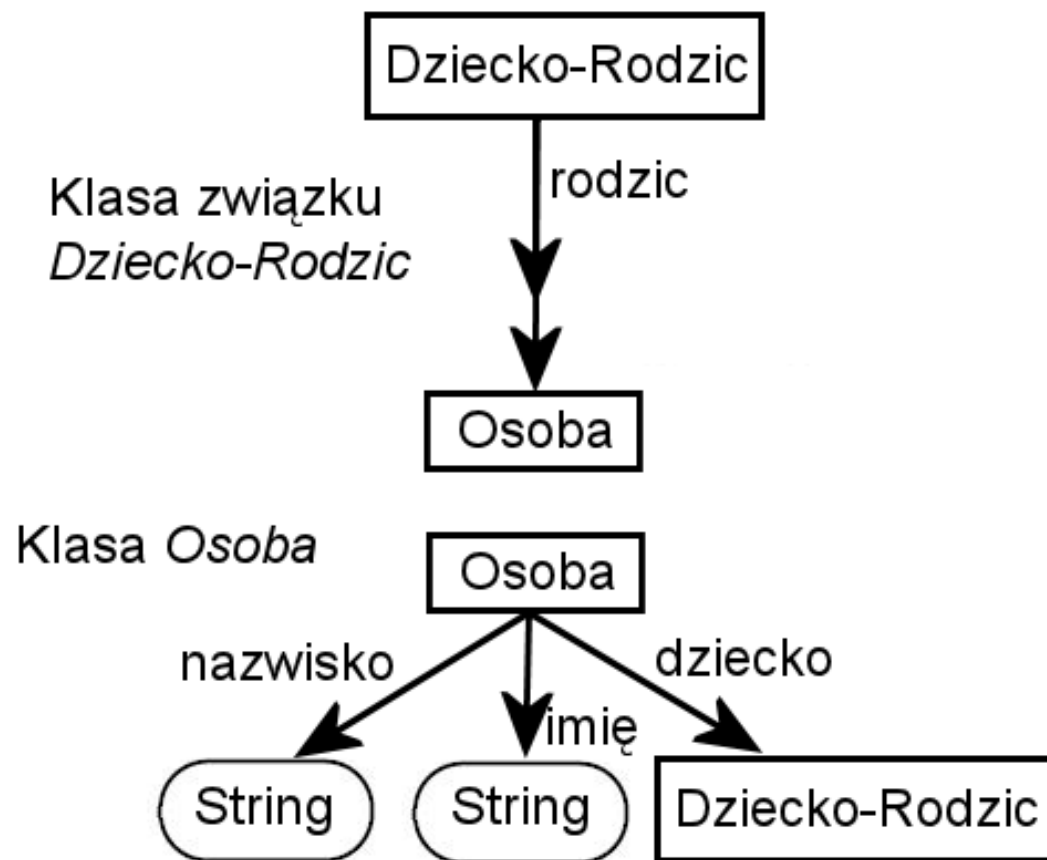 Dziecko-Rodzic
rodzic
Klasa związku
Dziecko-Rodzic
Osoba
Klasa Osoba
Osoba
nazwisko
dziecko
imię
String
String
Dziecko-Rodzic